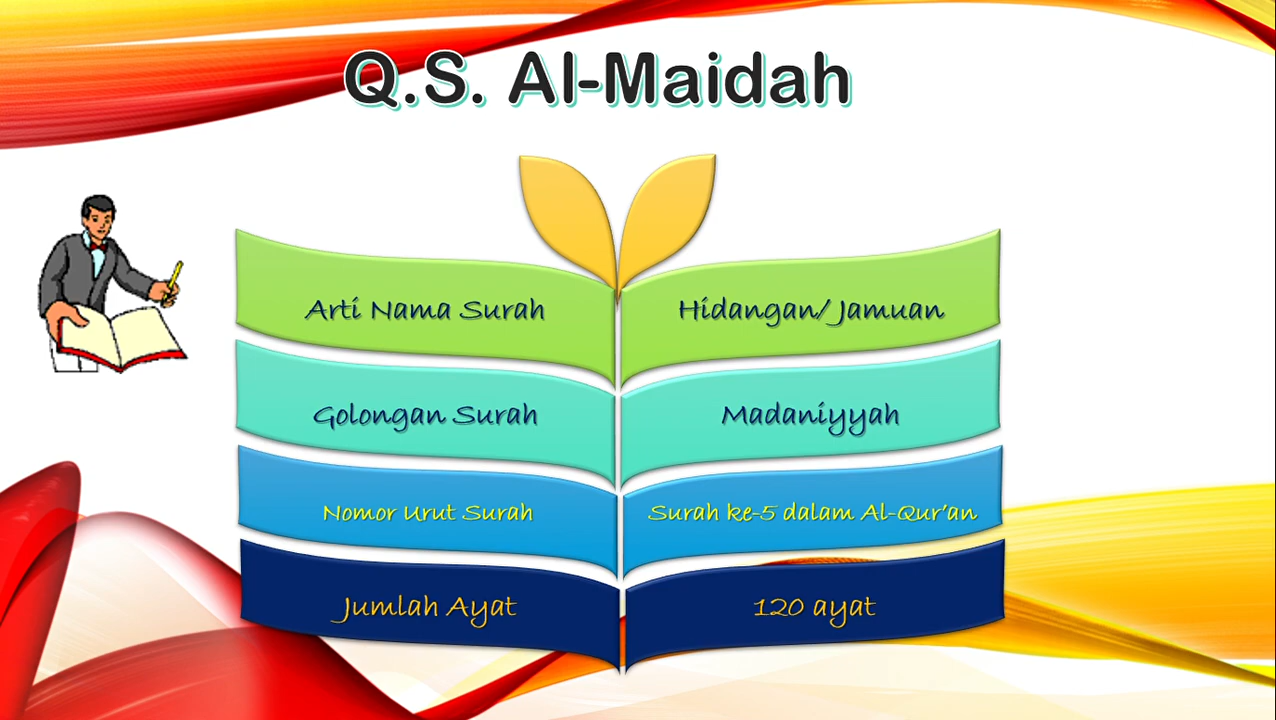 Q.S. Al-Maidah
Arti Nama Surah
Hidangan/ Jamuan
Golongan Surah
Madaniyyah
Nomor Urut Surah
Surah ke-5 dalam Al-Qur'an
Jumlah Ayat
120 ayat